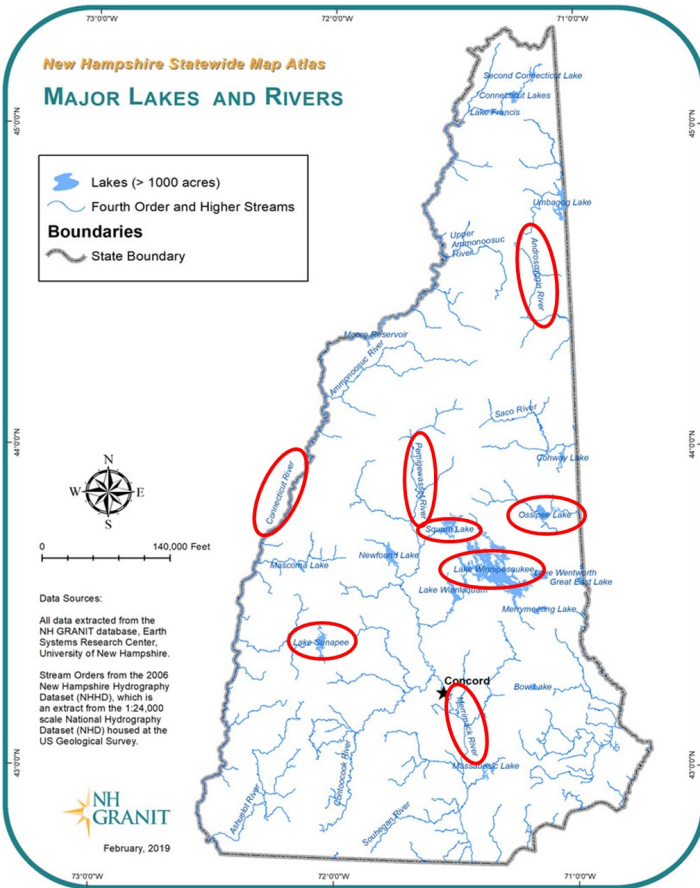 73°0'0"W 72°0'0"W 71°0'0"W
New Hampshire Statewide Map Atlas
MAJOR LAKES AND RIVERS
45°0'0"N
45°0'0"N
Lakes (> 1000 acres)
Fourth Order and Higher Streams
Boundaries
State Boundary
Second Connecticut Lake
Connecticut Lakes
Lake Francis
Umbagog Lake
Upper
Ammonoosuc
River
Androscoggin River
Moore Reservoir
Ammonoosuc River
Saco River
44°0'0"N
44°0'0"N
Conway Lake
Pemigewasset River
Connecticut River
N
W E
S
Ossipee Lake
Squam Lake
0 140,000 Feet
Newfound Lake
Mascoma Lake
Lake Winnipesaukee
Lake Wentworth
Great East Lake
Lake Winnisquam
Merrymeeting Lake
Data Sources:
All data extracted from the
NH GRANIT database, Earth
Systems Research Center,
University of New Hampshire.
Stream Orders from the 2006
New Hampshire Hydrography
Dataset (NHHD), which is
an extract from the 1:24,000
scale National Hydrography
Dataset (NHD) housed at the
US Geological Survey.
Lake Sunapee
Concord
Bow Lake
Merrimack River
Massabesic Lake
43°0'0"N
43°0'0"N
Contoocook River
Ashuelot River
Souhegan River
NH
GRANIT
February, 2019
73°0'0"W 72°0'0"W 71°0'0"W